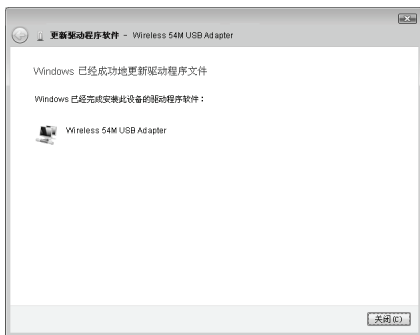 更新驱动程序软件 - Wireless 54M USB Adapter
Windows 已经成功地更新驱动程序文件
Windows 已经完成安装此设备的驱动程序软件：
Wireless 54M USB Adapter
关闭(C)